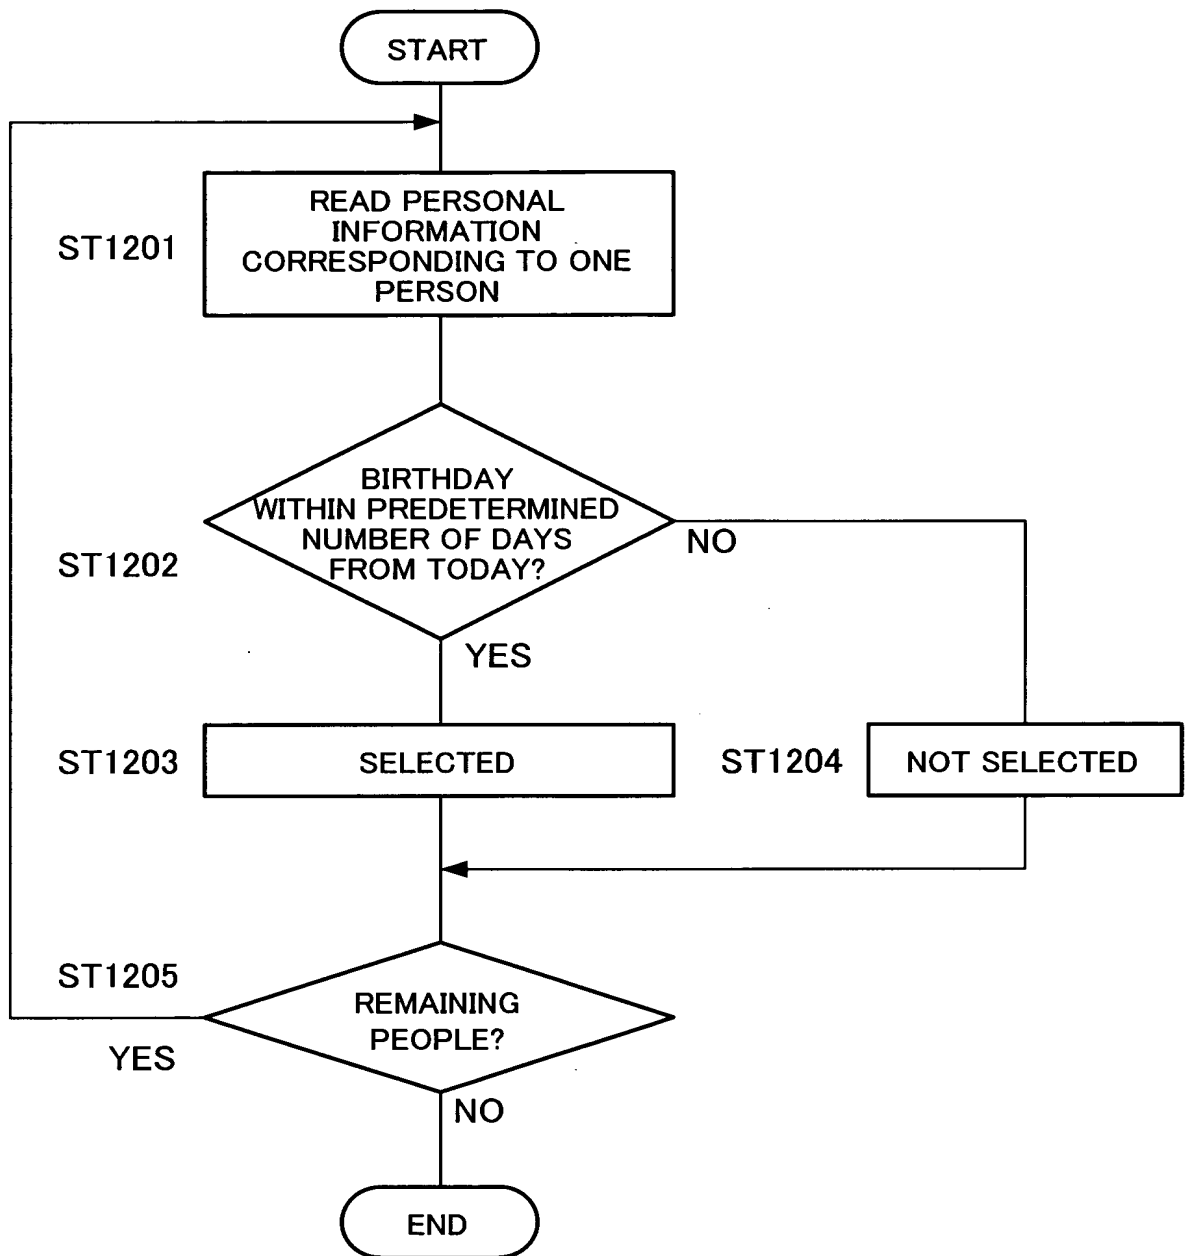 START
ST1201
READ PERSONAL
INFORMATION
CORRESPONDING TO ONE
PERSON
ST1202
BIRTHDAY
WITHIN PREDETERMINED
NUMBER OF DAYS
FROM TODAY?
NO
YES
ST1203
SELECTED
ST1204
NOT SELECTED
ST1205
REMAINING
PEOPLE?
YES
NO
END